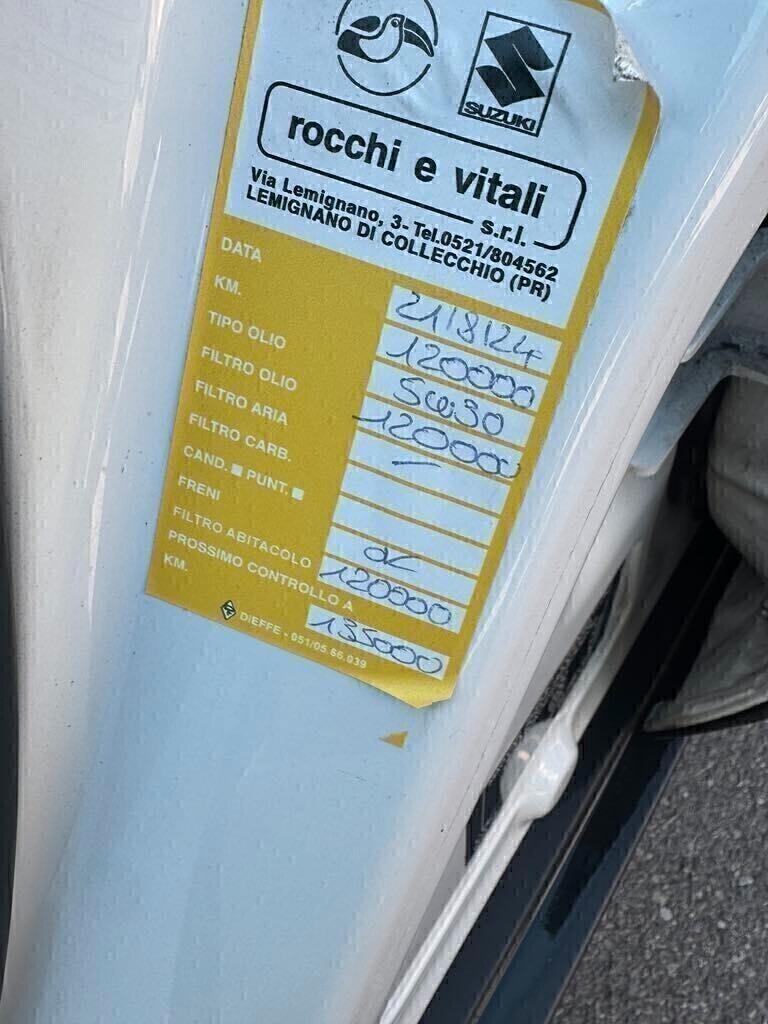 SUZUKI
rocchi e vitali
s.r.l.
Via Lemignano, 3- Tel.0521/804562
LEMIGNANO DI COLLECCHIO (PR)
DATA 21/8/24
KM. 120000
TIPO OLIO 5W30
FILTRO OLIO 120000
FILTRO ARIA —
FILTRO CARB.
CAND. ■ PUNT. ■
FRENI OK
FILTRO ABITACOLO 120000
PROSSIMO CONTROLLO A
KM. 135000
DIEFFE - 051/05.66.039